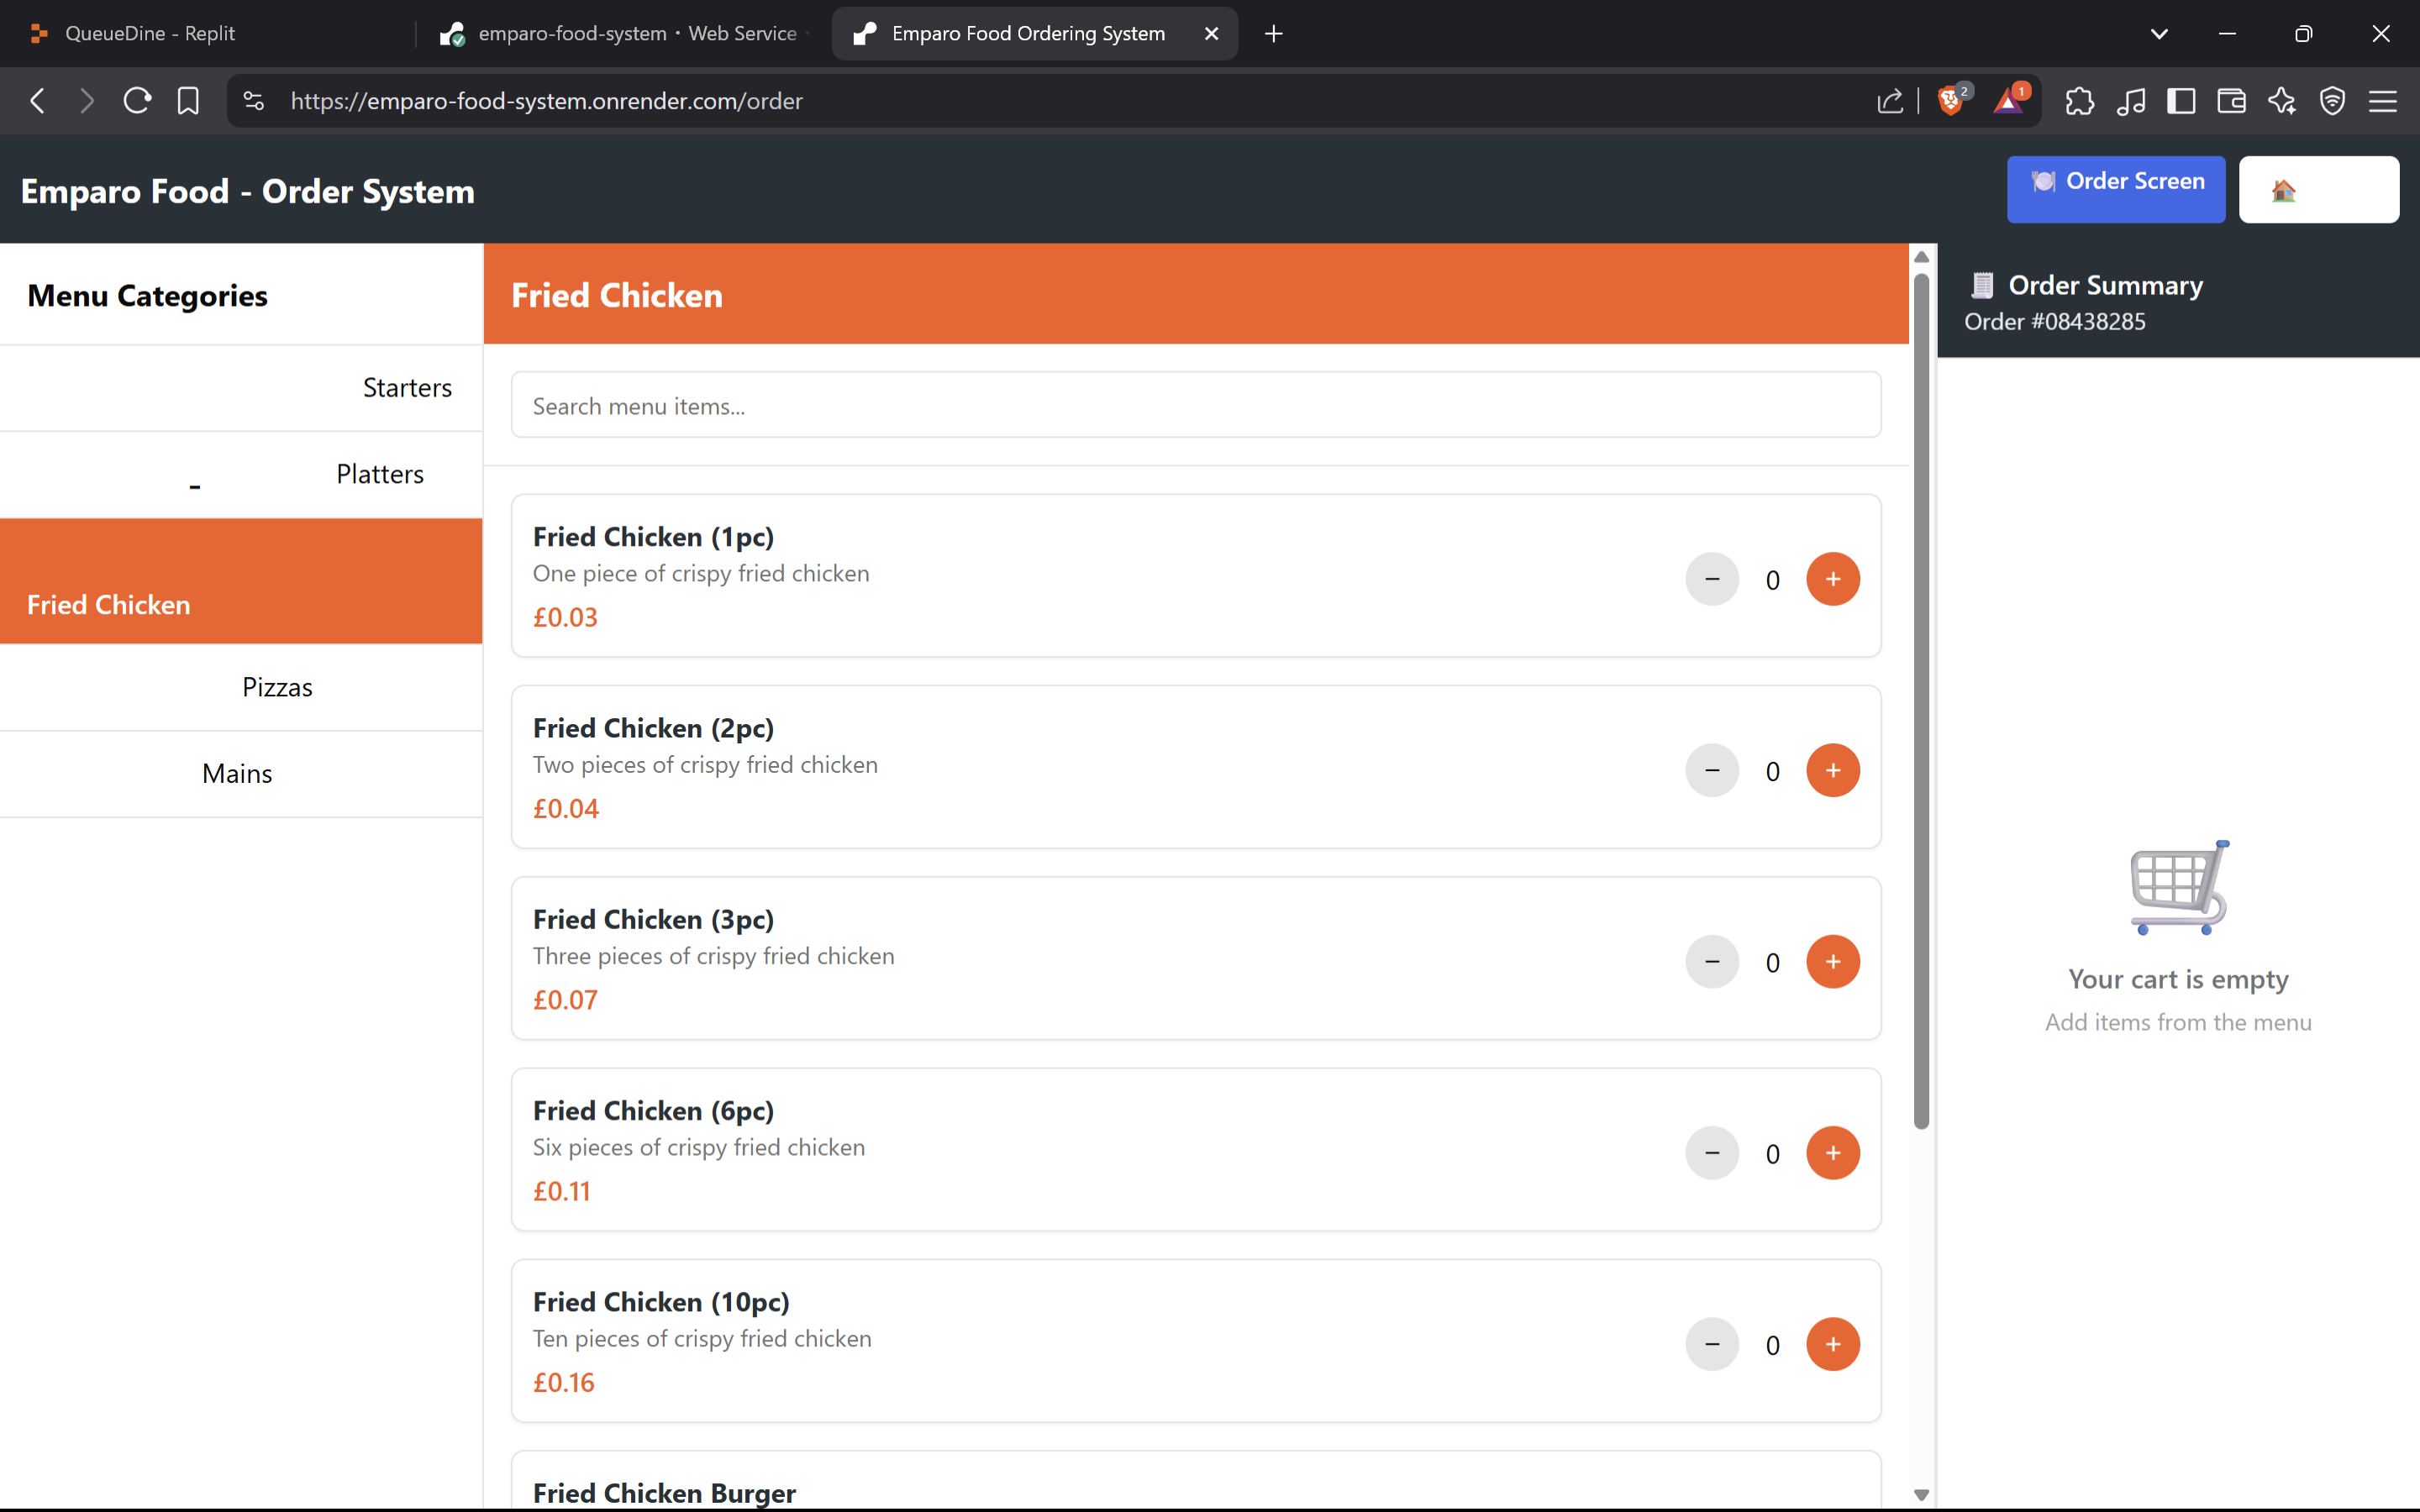 QueueDine - Replit
emparo-food-system • Web Service
Emparo Food Ordering System
https://emparo-food-system.onrender.com/order
2
1
Emparo Food - Order System
🍽️ Order Screen
🏠
Menu Categories
Starters
- Platters
Fried Chicken
Pizzas
Mains
Fried Chicken
Search menu items...
Fried Chicken (1pc)
One piece of crispy fried chicken
£0.03
− 0 +
Fried Chicken (2pc)
Two pieces of crispy fried chicken
£0.04
− 0 +
Fried Chicken (3pc)
Three pieces of crispy fried chicken
£0.07
− 0 +
Fried Chicken (6pc)
Six pieces of crispy fried chicken
£0.11
− 0 +
Fried Chicken (10pc)
Ten pieces of crispy fried chicken
£0.16
− 0 +
Fried Chicken Burger
🧾 Order Summary
Order #08438285
Your cart is empty
Add items from the menu